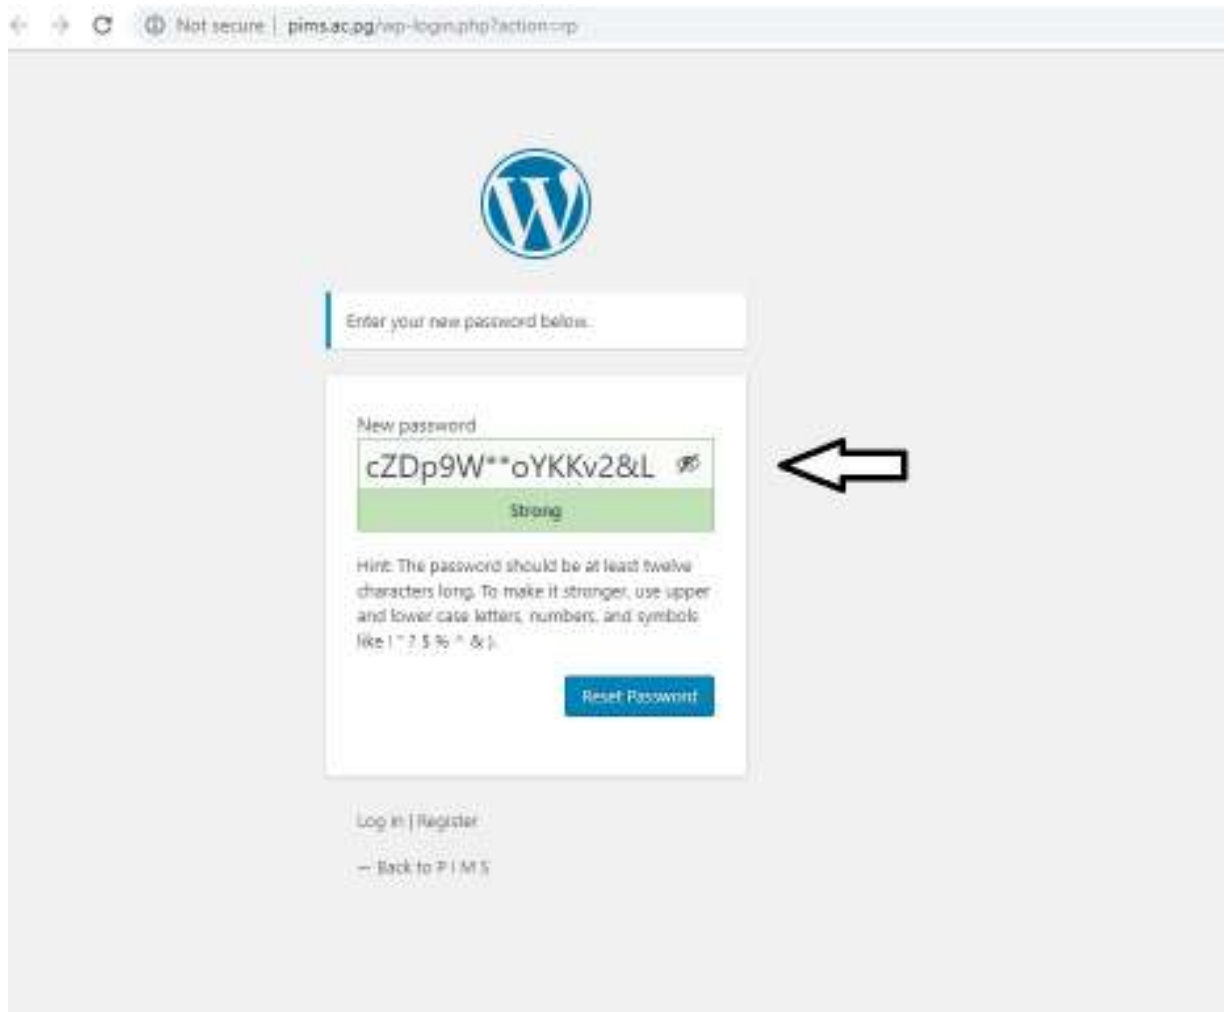 Not secure | pims.ac.pg/wp-login.php?action=rp
Enter your new password below.
New password
cZDp9W**oYKKv2&L
Strong
Hint: The password should be at least twelve
characters long. To make it stronger, use upper
and lower case letters, numbers, and symbols
like ! " ? $ % ^ & ).
Reset Password
Log in | Register
← Back to P I M S